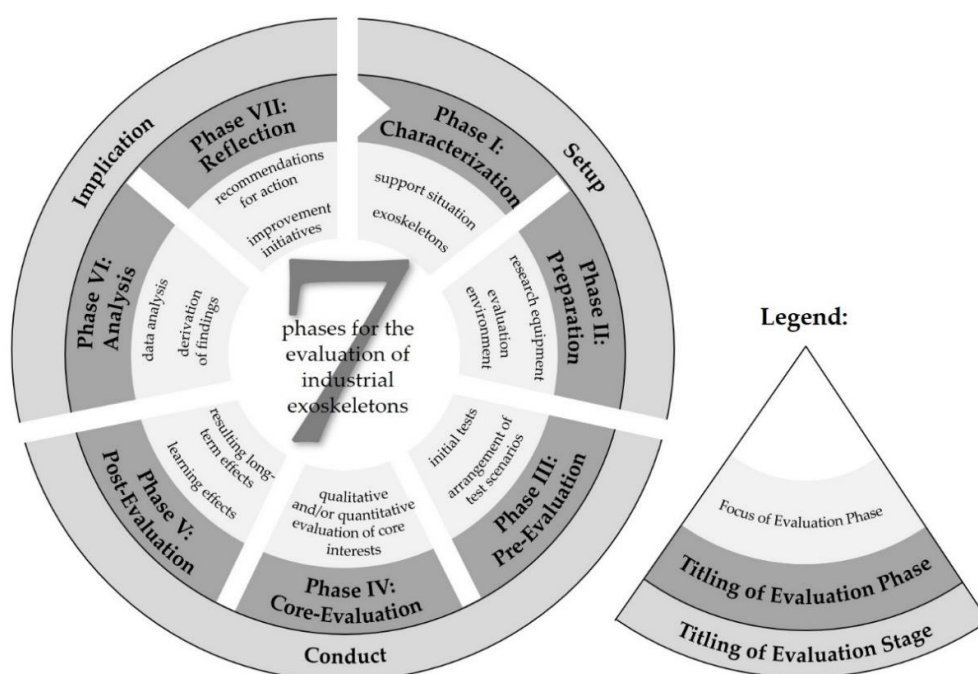 Implication
Setup
Conduct
Phase I:
Characterization
support situation
exoskeletons
Phase II:
Preparation
research equipment
evaluation
environment
Phase III:
Pre-Evaluation
initial tests
arrangement of
test scenarios
Phase IV:
Core-Evaluation
qualitative
and/or quantitative
evaluation of core
interests
Phase V:
Post-Evaluation
resulting long-
term effects
learning effects
Phase VI:
Analysis
data analysis
derivation
of findings
Phase VII:
Reflection
recommendations
for action
improvement
initiatives
7
phases for the
evaluation of
industrial
exoskeletons
Legend:
Focus of Evaluation Phase
Titling of Evaluation Phase
Titling of Evaluation Stage